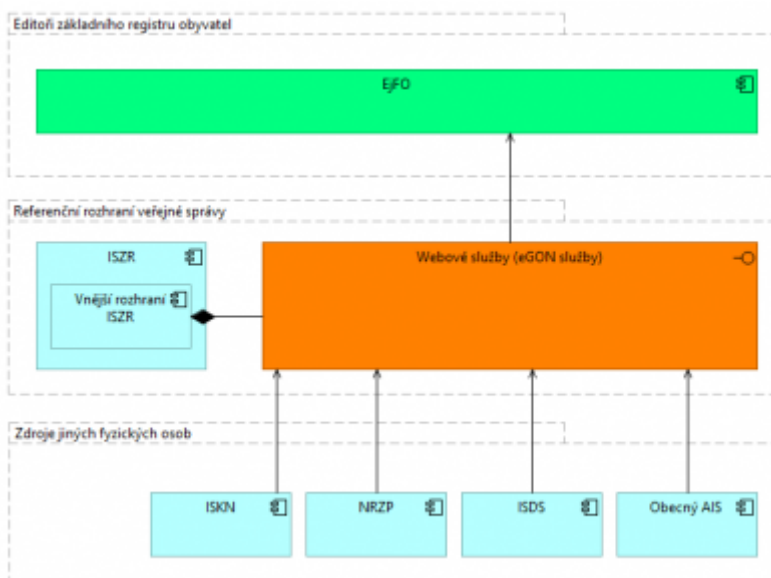 Editoři základního registru obyvatel
EjFO
Referenční rozhraní veřejné správy
ISZR
Webové služby (eGON služby)
Vnější rozhraní
ISZR
Zdroje jiných fyzických osob
ISKN
NRZP
ISDS
Obecný AIS